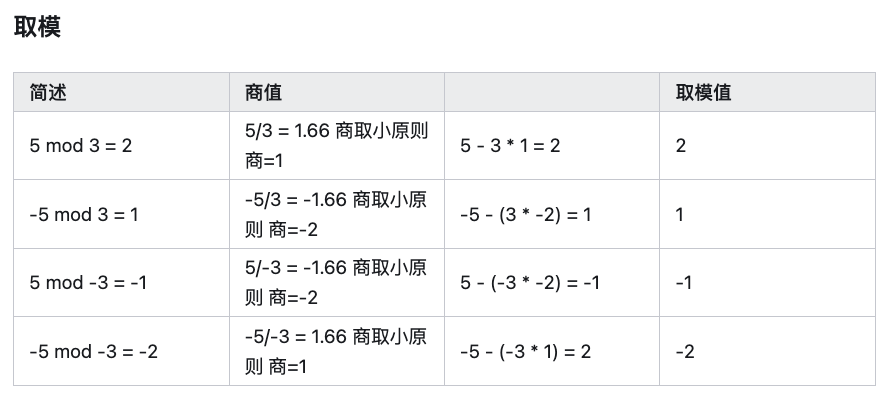 取模
简述 商值 取模值
5 mod 3 = 2 5/3 = 1.66 商取小原则 商=1 5 - 3 * 1 = 2 2
-5 mod 3 = 1 -5/3 = -1.66 商取小原则 商=-2 -5 - (3 * -2) = 1 1
5 mod -3 = -1 5/-3 = -1.66 商取小原则 商=-2 5 - (-3 * -2) = -1 -1
-5 mod -3 = -2 -5/-3 = 1.66 商取小原则 商=1 -5 - (-3 * 1) = 2 -2